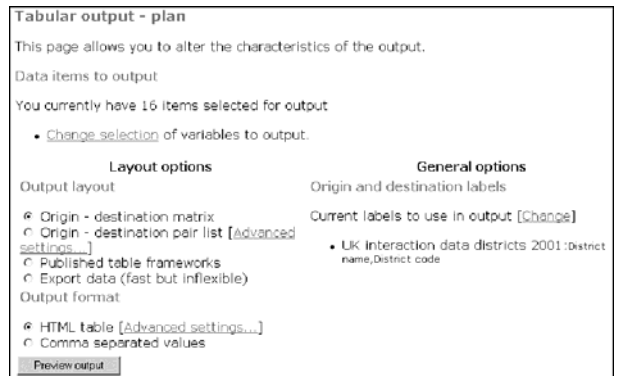 Tabular output - plan
This page allows you to alter the characteristics of the output.
Data items to output
You currently have 16 items selected for output
• Change selection of variables to output.
Layout options
Output layout
Origin - destination matrix
Origin - destination pair list [Advanced
settings...]
Published table frameworks
Export data (fast but inflexible)
Output format
HTML table [Advanced settings...]
Comma separated values
Preview output
General options
Origin and destination labels
Current labels to use in output [Change]
• UK interaction data districts 2001:District
name,District code